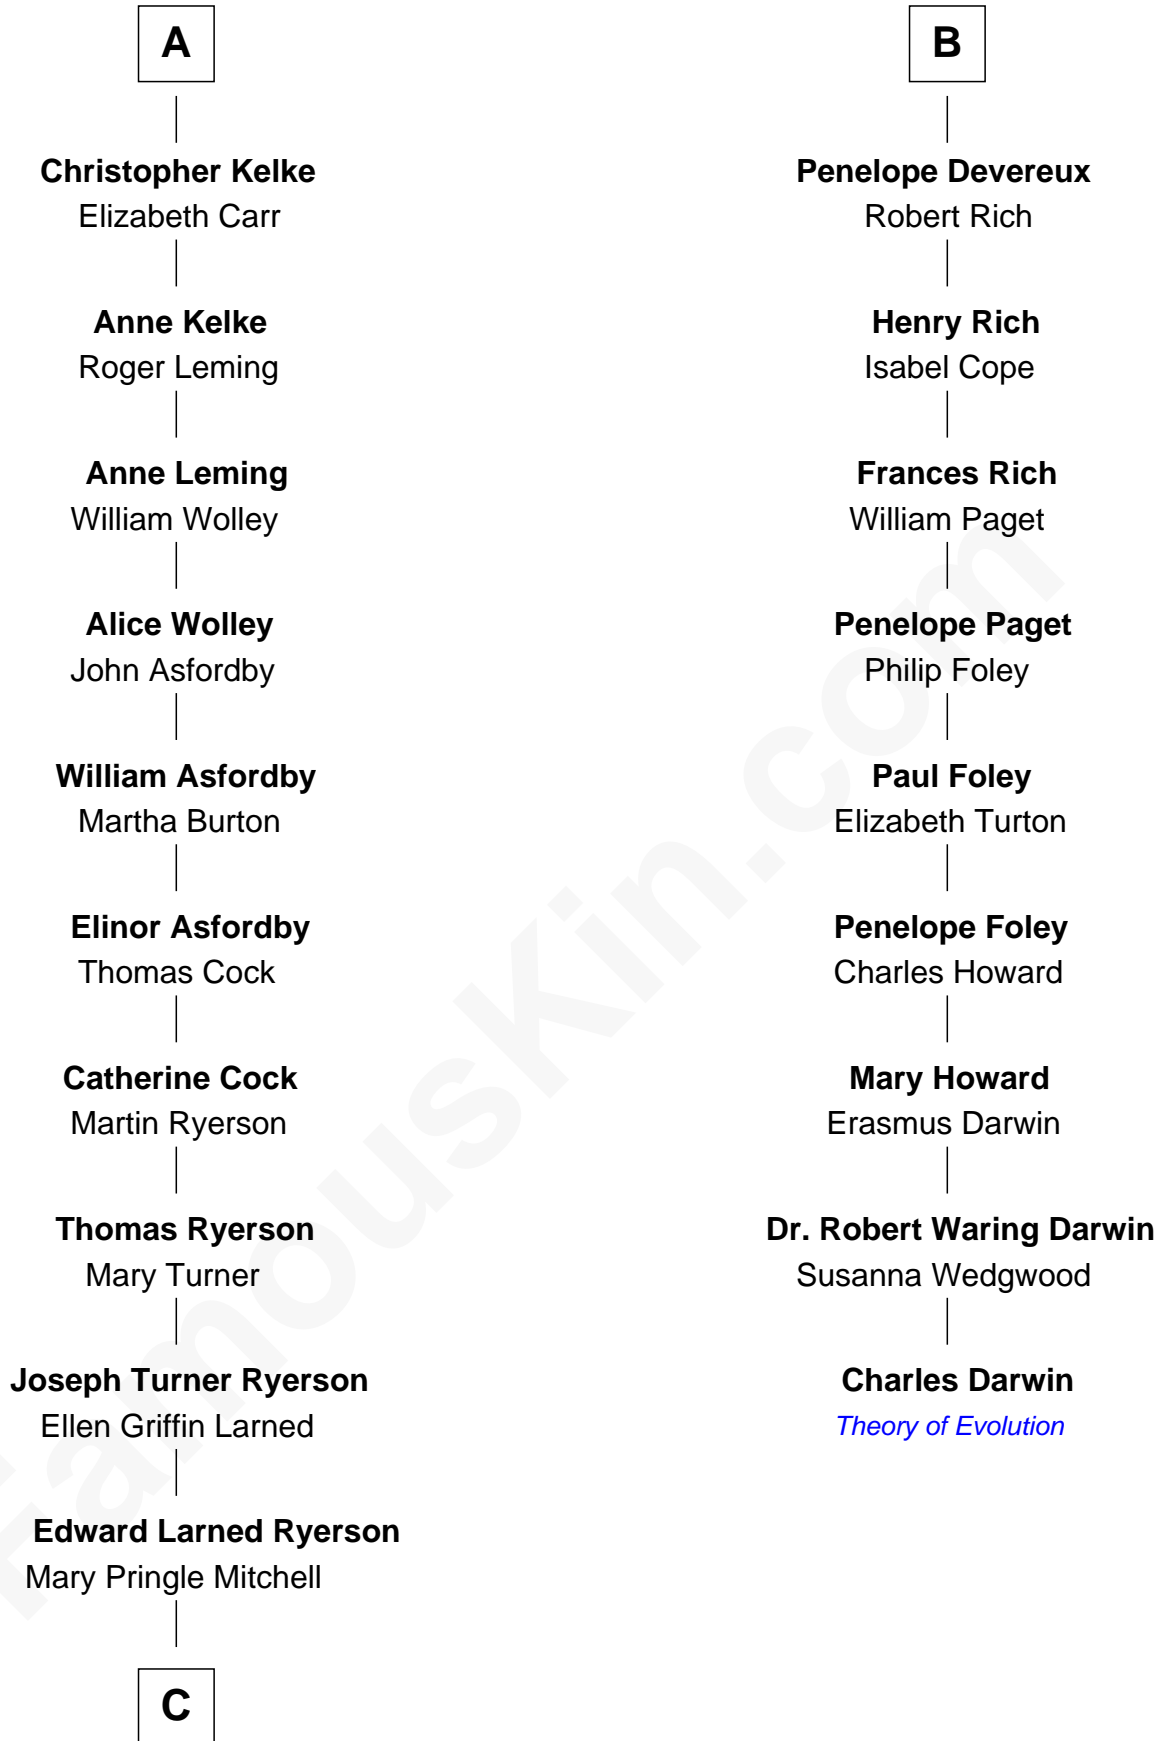 A
Christopher Kelke
Elizabeth Carr
Anne Kelke
Roger Leming
Anne Leming
William Wolley
Alice Wolley
John Asfordby
William Asfordby
Martha Burton
Elinor Asfordby
Thomas Cock
Catherine Cock
Martin Ryerson
Thomas Ryerson
Mary Turner
Joseph Turner Ryerson
Ellen Griffin Larned
Edward Larned Ryerson
Mary Pringle Mitchell
C
B
Penelope Devereux
Robert Rich
Henry Rich
Isabel Cope
Frances Rich
William Paget
Penelope Paget
Philip Foley
Paul Foley
Elizabeth Turton
Penelope Foley
Charles Howard
Mary Howard
Erasmus Darwin
Dr. Robert Waring Darwin
Susanna Wedgwood
Charles Darwin
Theory of Evolution
FamousKin.com